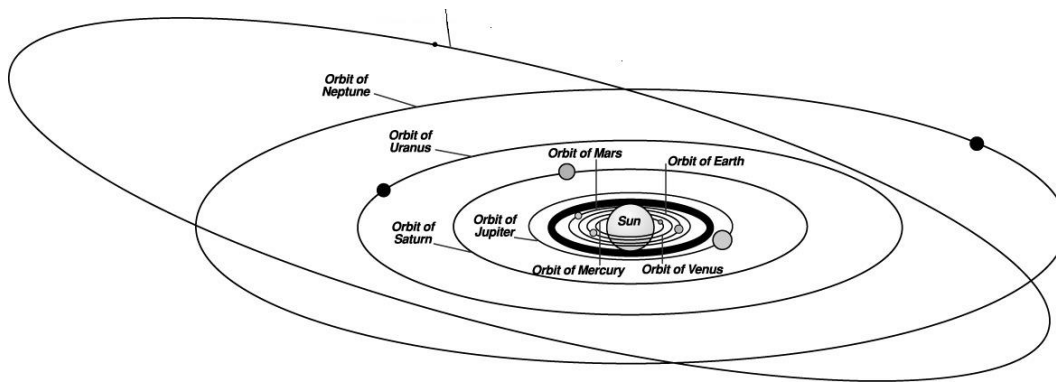 Orbit of
Neptune
Orbit of
Uranus
Orbit of Mars
Orbit of Earth
Sun
Orbit of
Saturn
Orbit of
Jupiter
Orbit of Mercury
Orbit of Venus